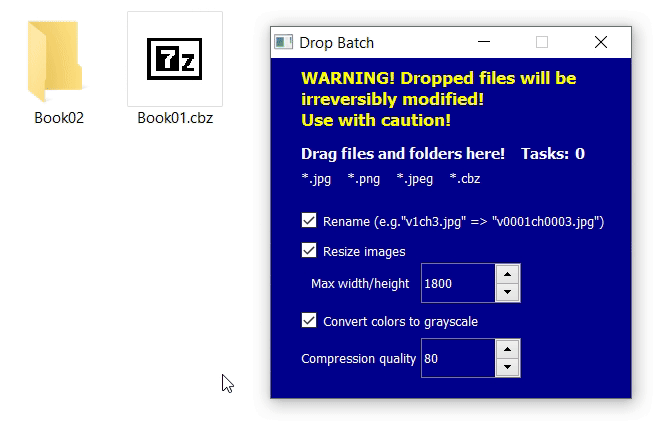 7z
Book02
Book01.cbz
Drop Batch
WARNING! Dropped files will be
irreversibly modified!
Use with caution!
Drag files and folders here! Tasks: 0
*.jpg *.png *.jpeg *.cbz
Rename (e.g."v1ch3.jpg" => "v0001ch0003.jpg")
Resize images
Max width/height 1800
Convert colors to grayscale
Compression quality 80